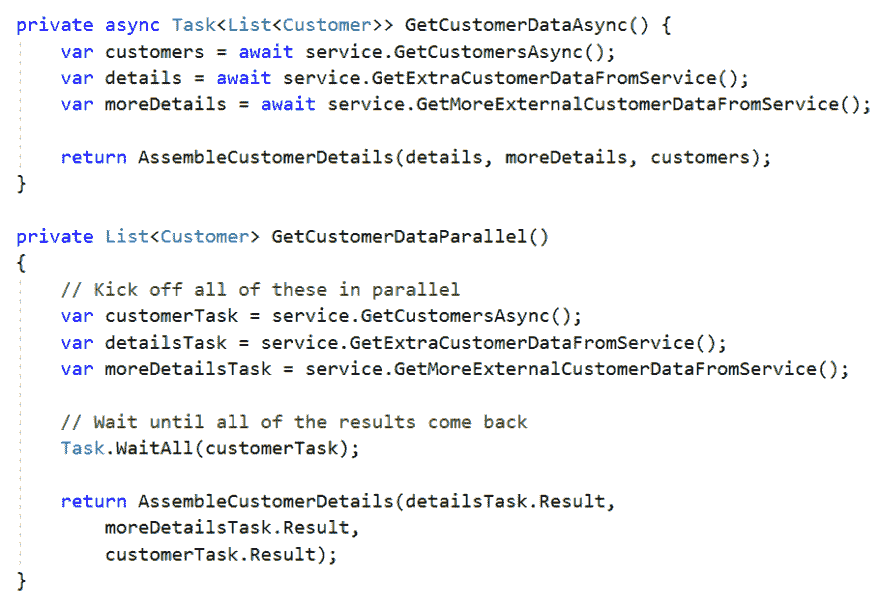 private async Task<List<Customer>> GetCustomerDataAsync() {
    var customers = await service.GetCustomersAsync();
    var details = await service.GetExtraCustomerDataFromService();
    var moreDetails = await service.GetMoreExternalCustomerDataFromService();

    return AssembleCustomerDetails(details, moreDetails, customers);
}

private List<Customer> GetCustomerDataParallel()
{
    // Kick off all of these in parallel
    var customerTask = service.GetCustomersAsync();
    var detailsTask = service.GetExtraCustomerDataFromService();
    var moreDetailsTask = service.GetMoreExternalCustomerDataFromService();

    // Wait until all of the results come back
    Task.WaitAll(customerTask);

    return AssembleCustomerDetails(detailsTask.Result,
        moreDetailsTask.Result,
        customerTask.Result);
}